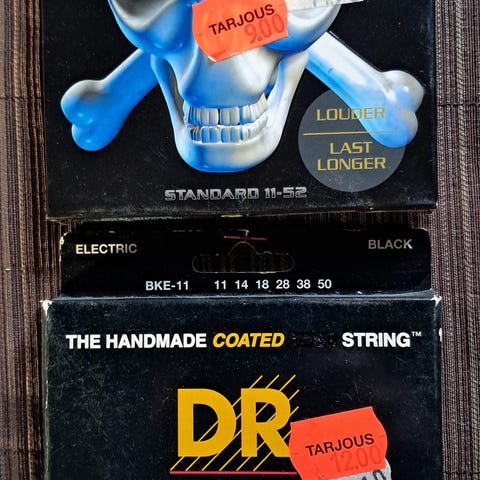 TARJOUS
9.00
LOUDER
LAST
LONGER
STANDARD 11-52
ELECTRIC
BLACK
BKE-11 11 14 18 28 38 50
THE HANDMADE COATED STRING™
DR
TARJOUS
12.00